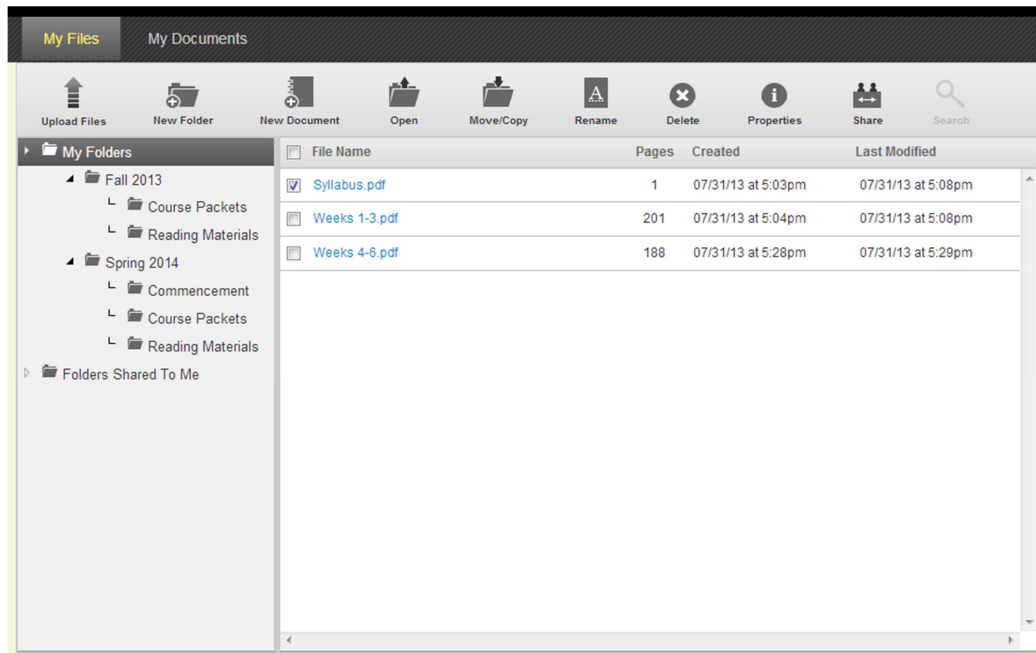 My Files My Documents
Upload Files New Folder New Document Open Move/Copy Rename Delete Properties Share Search
My Folders
Fall 2013
Course Packets
Reading Materials
Spring 2014
Commencement
Course Packets
Reading Materials
Folders Shared To Me
File Name Pages Created Last Modified
Syllabus.pdf 1 07/31/13 at 5:03pm 07/31/13 at 5:08pm
Weeks 1-3.pdf 201 07/31/13 at 5:04pm 07/31/13 at 5:08pm
Weeks 4-6.pdf 188 07/31/13 at 5:28pm 07/31/13 at 5:29pm